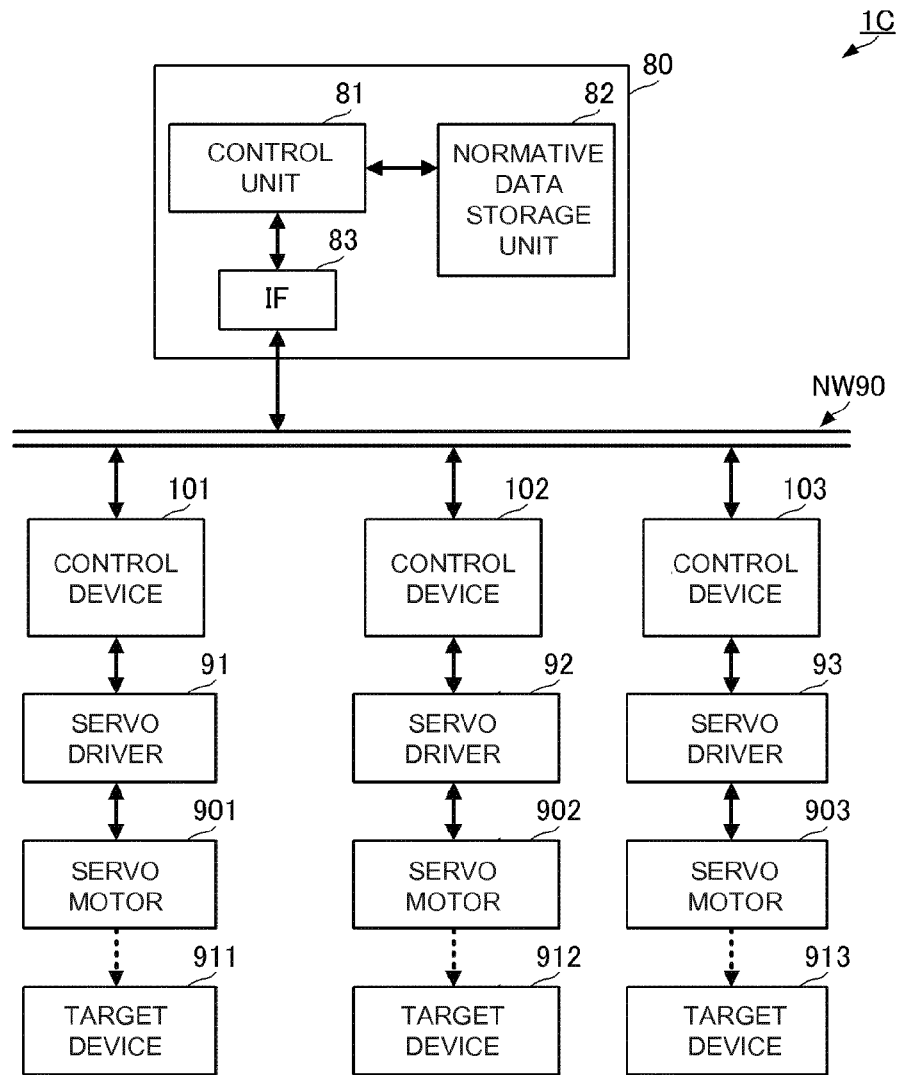 1C
80
81
82
CONTROL
UNIT
NORMATIVE
DATA
STORAGE
UNIT
83
IF
NW90
101
102
103
CONTROL
DEVICE
CONTROL
DEVICE
CONTROL
DEVICE
91
92
93
SERVO
DRIVER
SERVO
DRIVER
SERVO
DRIVER
901
902
903
SERVO
MOTOR
SERVO
MOTOR
SERVO
MOTOR
911
912
913
TARGET
DEVICE
TARGET
DEVICE
TARGET
DEVICE